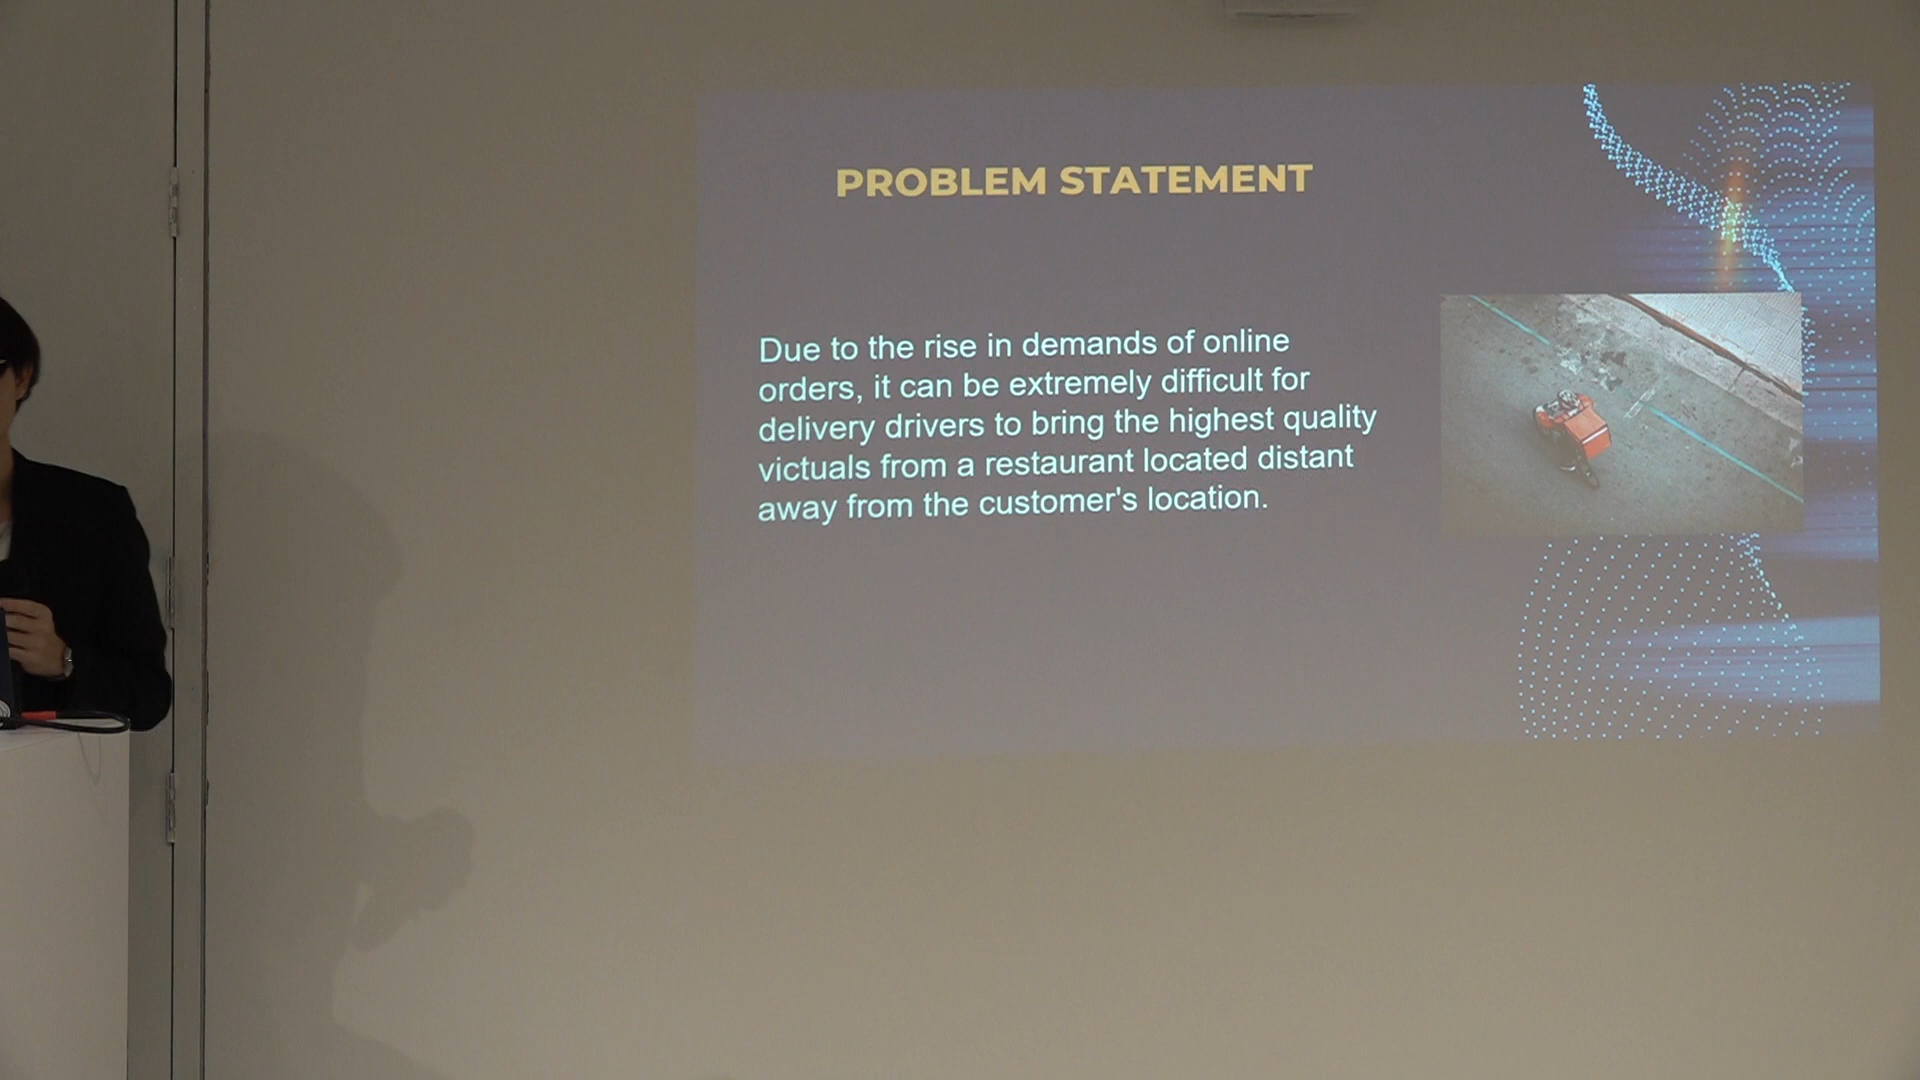 PROBLEM STATEMENT
Due to the rise in demands of online
orders, it can be extremely difficult for
delivery drivers to bring the highest quality
victuals from a restaurant located distant
away from the customer's location.